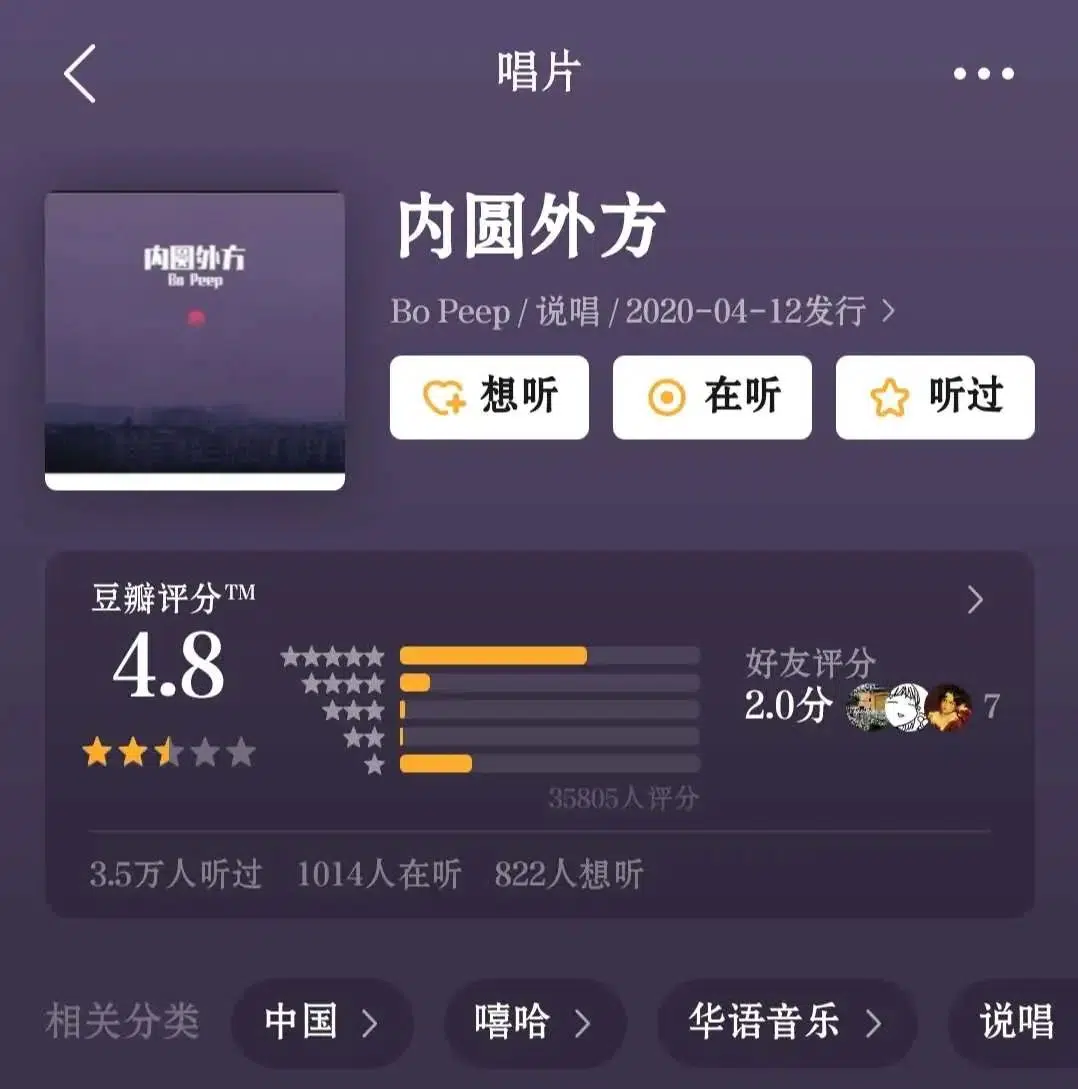 唱片
内圆外方
Bo Peep
内圆外方
Bo Peep / 说唱 / 2020-04-12发行
想听
在听
听过
豆瓣评分™
4.8
35805人评分
好友评分
2.0分
7
3.5万人听过 1014人在听 822人想听
相关分类 中国 嘻哈 华语音乐 说唱